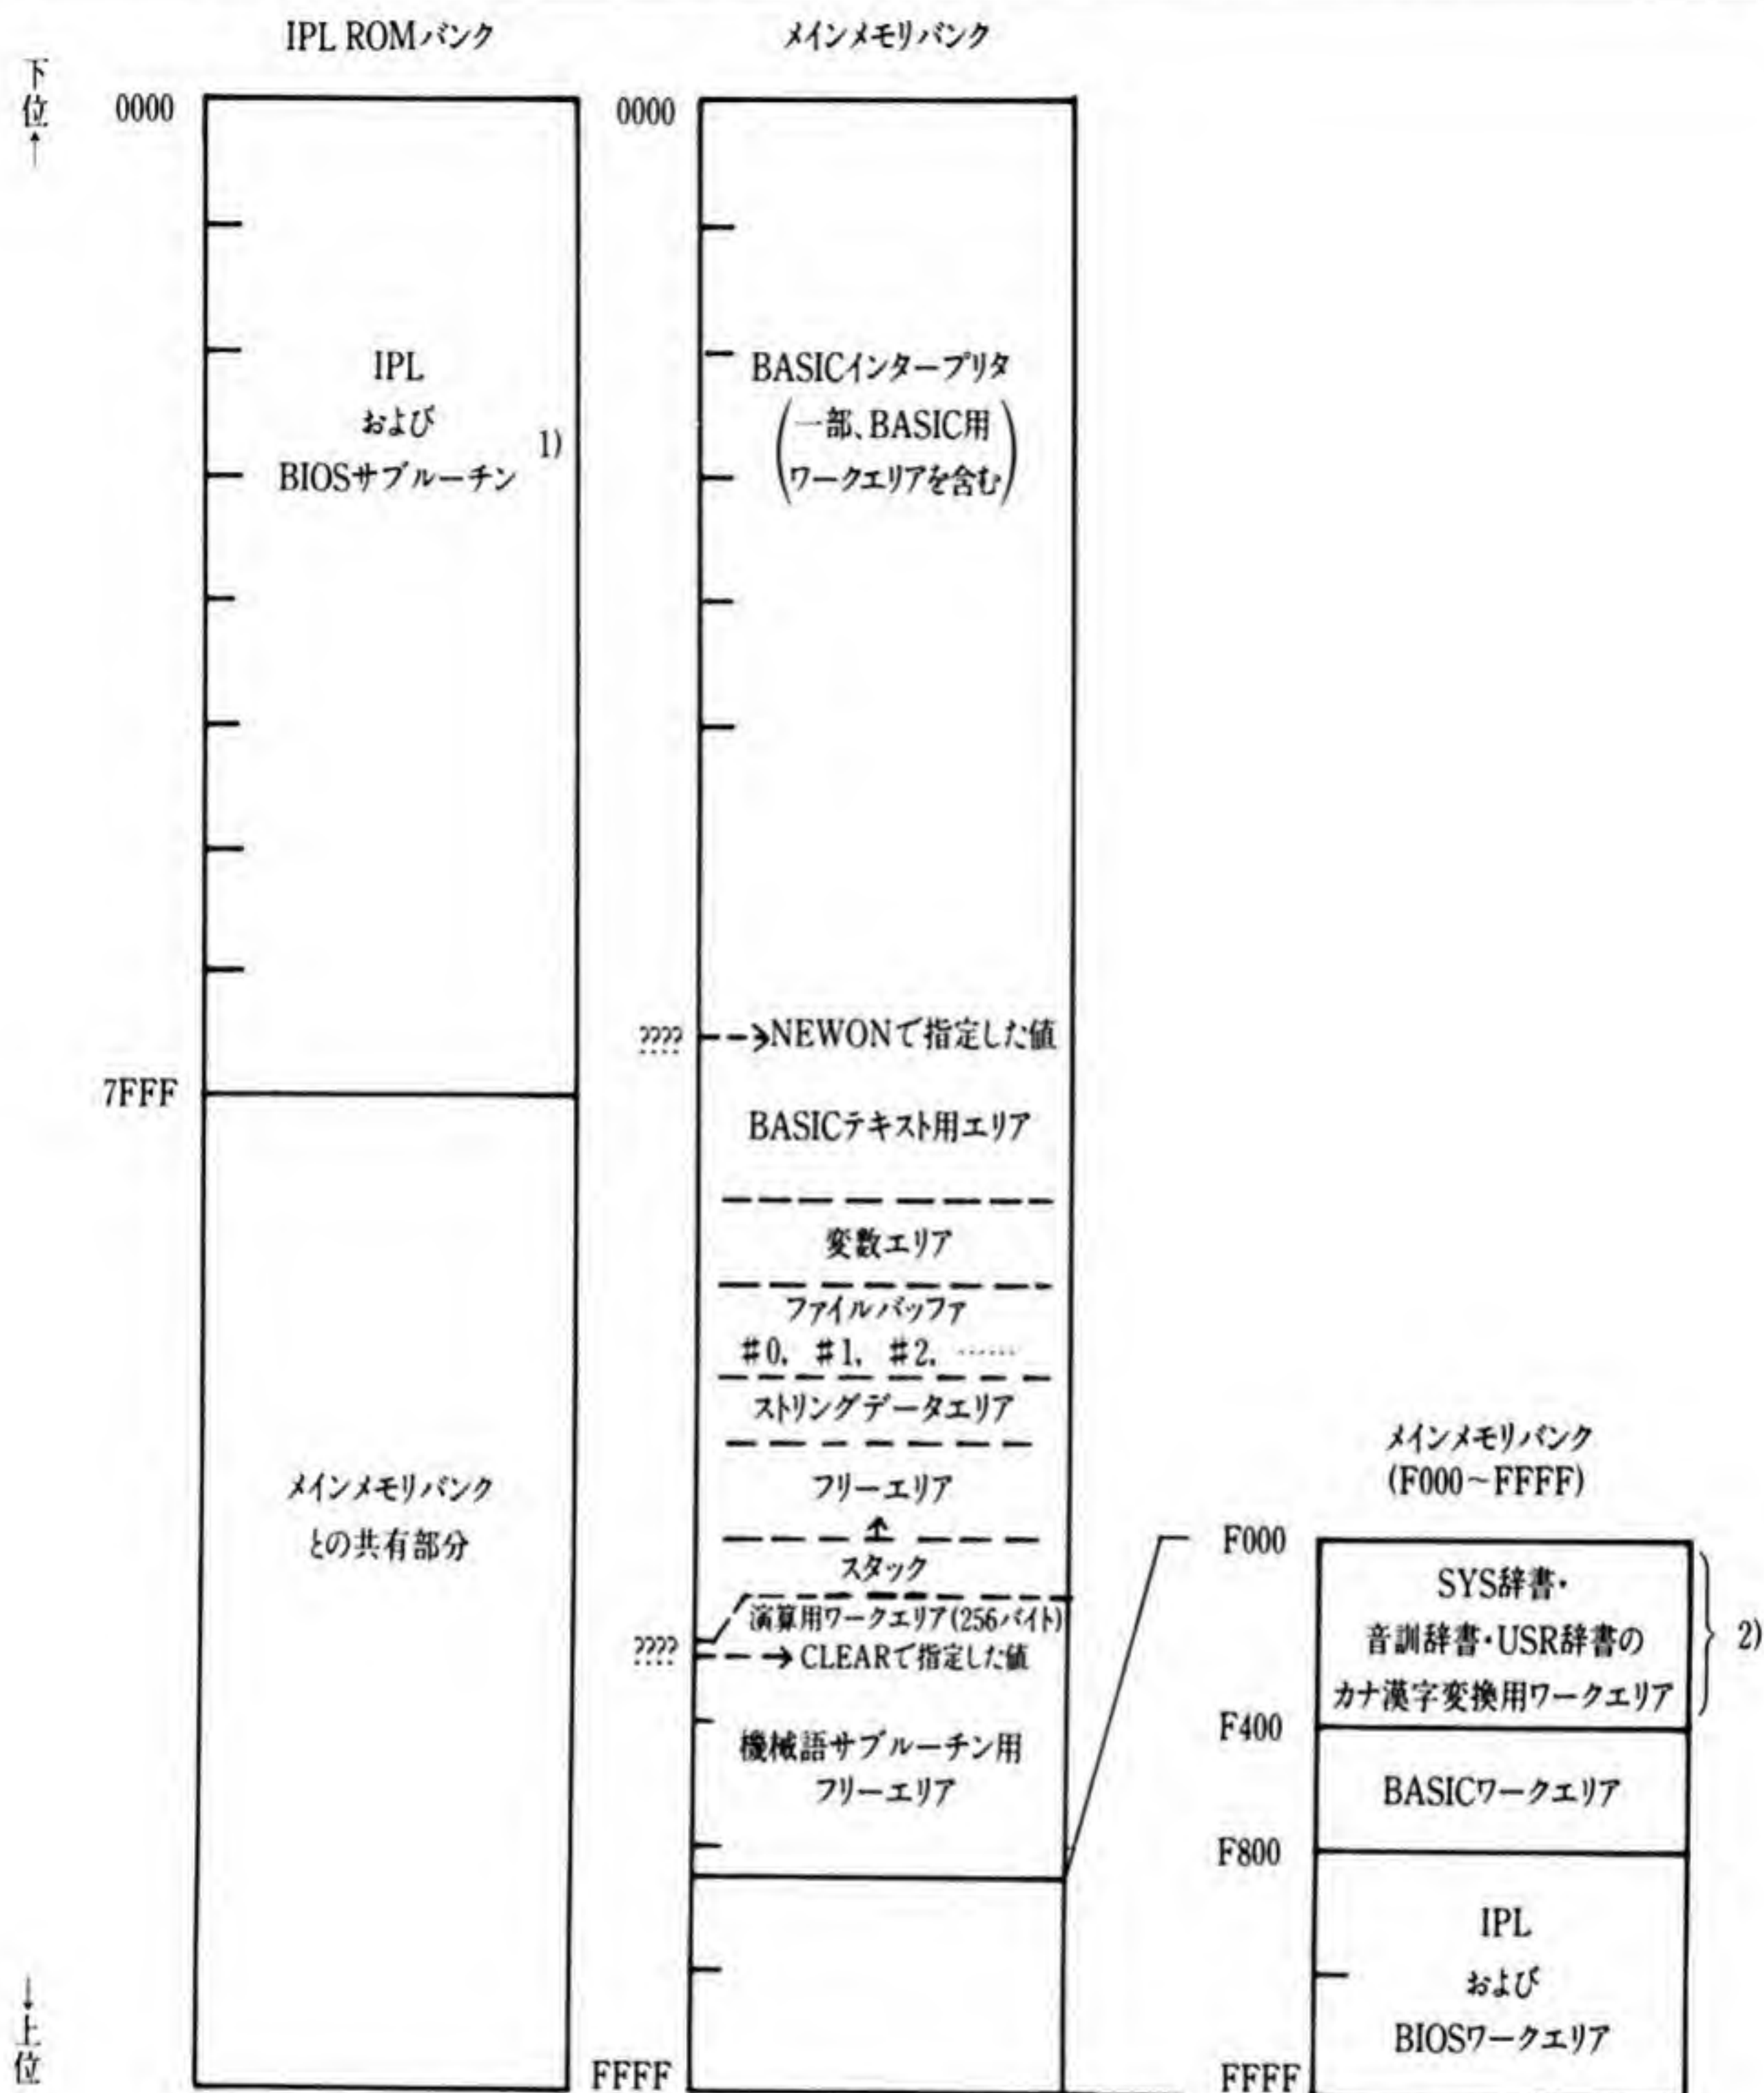 IPL ROMバンク
下位↑
0000
IPL
および
BIOSサブルーチン
1)
7FFF
メインメモリバンク
との共有部分
↓上位
メインメモリバンク
0000
BASICインタープリタ
(一部、BASIC用
ワークエリアを含む)
????
NEWONで指定した値
BASICテキスト用エリア
変数エリア
ファイルバッファ
#0, #1, #2, ……
ストリングデータエリア
フリーエリア
↑
スタック
演算用ワークエリア(256バイト)
????
CLEARで指定した値
機械語サブルーチン用
フリーエリア
FFFF
メインメモリバンク
(F000~FFFF)
F000
SYS辞書・
音訓辞書・USR辞書の
カナ漢字変換用ワークエリア
2)
F400
BASICワークエリア
F800
IPL
および
BIOSワークエリア
FFFF